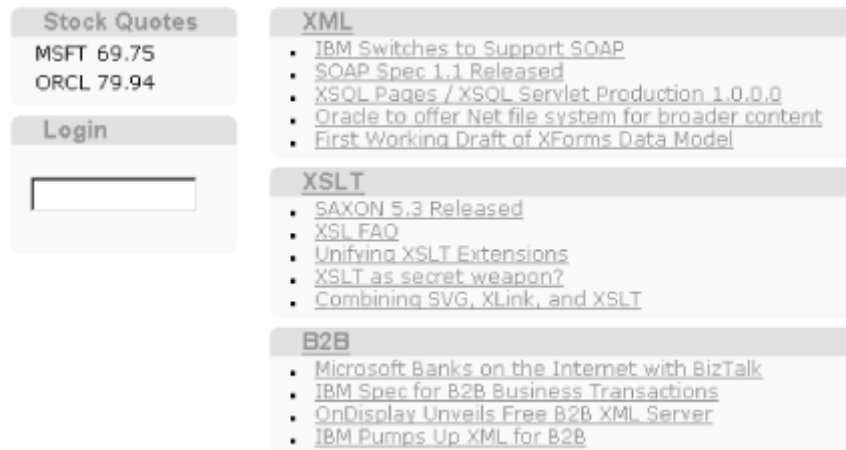 Stock Quotes
MSFT 69.75
ORCL 79.94
Login
XML
IBM Switches to Support SOAP
SOAP Spec 1.1 Released
XSQL Pages / XSQL Servlet Production 1.0.0.0
Oracle to offer Net file system for broader content
First Working Draft of XForms Data Model
XSLT
SAXON 5.3 Released
XSL FAQ
Unifying XSLT Extensions
XSLT as secret weapon?
Combining SVG, XLink, and XSLT
B2B
Microsoft Banks on the Internet with BizTalk
IBM Spec for B2B Business Transactions
OnDisplay Unveils Free B2B XML Server
IBM Pumps Up XML for B2B